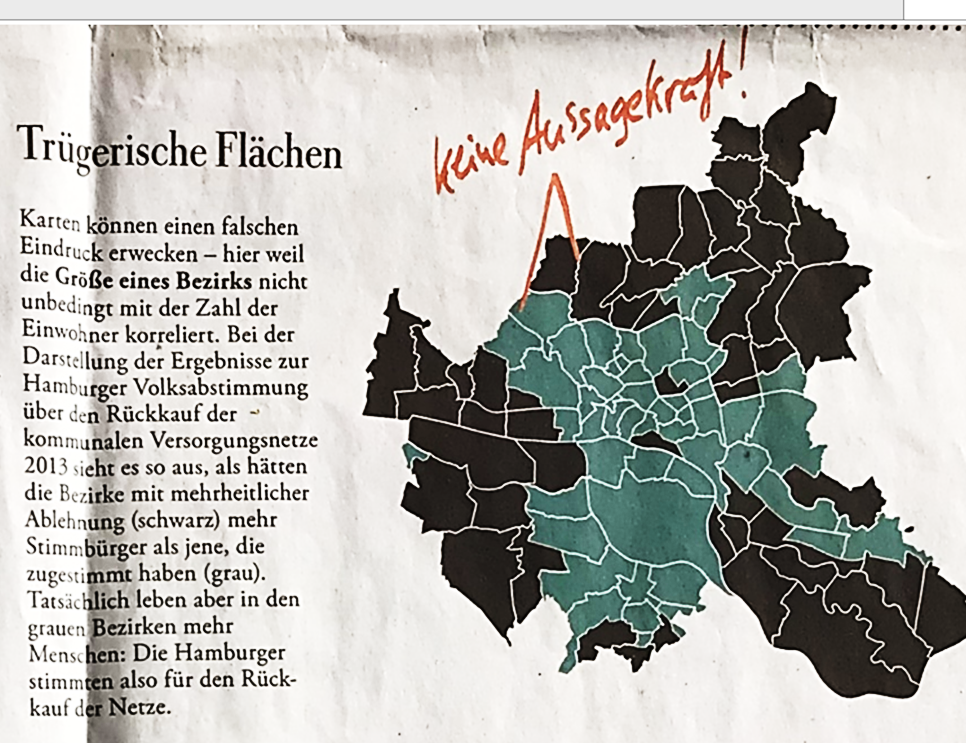 keine Aussagekraft!
Trügerische Flächen
Karten können einen falschen
Eindruck erwecken – hier weil
die Größe eines Bezirks nicht
unbedingt mit der Zahl der
Einwohner korreliert. Bei der
Darstellung der Ergebnisse zur
Hamburger Volksabstimmung
über den Rückkauf der
kommunalen Versorgungsnetze
2013 sieht es so aus, als hätten
die Bezirke mit mehrheitlicher
Ablehnung (schwarz) mehr
Stimmbürger als jene, die
zugestimmt haben (grau).
Tatsächlich leben aber in den
grauen Bezirken mehr
Menschen: Die Hamburger
stimmten also für den Rück-
kauf der Netze.